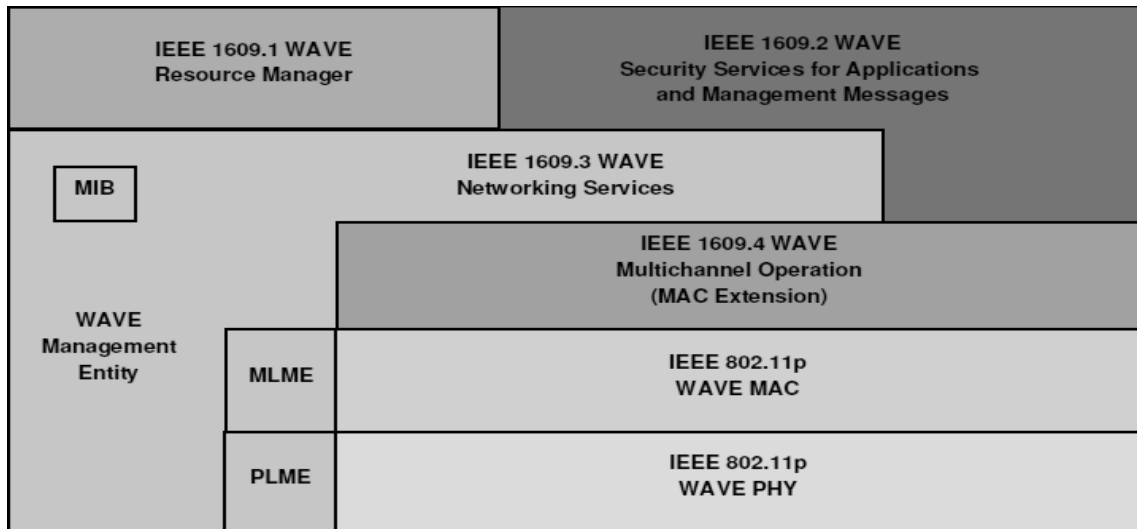 IEEE 1609.1 WAVE
Resource Manager
IEEE 1609.2 WAVE
Security Services for Applications
and Management Messages
IEEE 1609.3 WAVE
Networking Services
MIB
IEEE 1609.4 WAVE
Multichannel Operation
(MAC Extension)
WAVE
Management
Entity
MLME
IEEE 802.11p
WAVE MAC
PLME
IEEE 802.11p
WAVE PHY